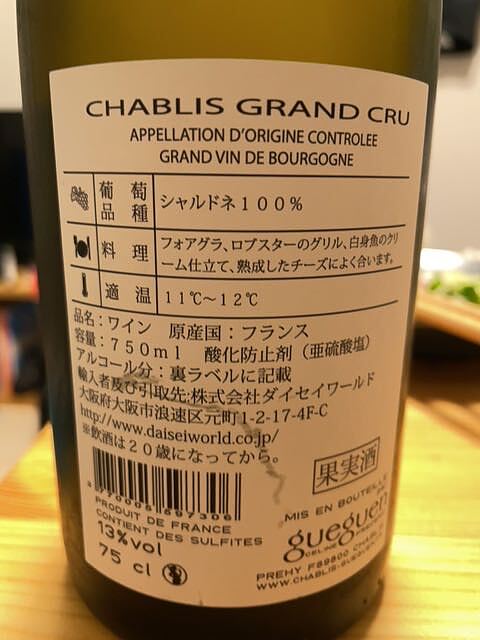 CHABLIS GRAND CRU
APPELLATION D'ORIGINE CONTROLEE
GRAND VIN DE BOURGOGNE
葡萄品種 シャルドネ100%
料理 フォアグラ、ロブスターのグリル、白身魚のクリ
ーム仕立て、熟成したチーズによく合います。
適温 11℃~12℃
品名:ワイン 原産国:フランス
容量:750ml 酸化防止剤(亜硫酸塩)
アルコール分:裏ラベルに記載
輸入者及び引取先:株式会社ダイセイワールド
大阪府大阪市浪速区元町1-2-17-4F-C
http://www.daiseiworld.co.jp/
※飲酒は20歳になってから。
果実酒
3770005697306
PRODUIT DE FRANCE
CONTIENT DES SULFITES
13%vol
75 cl
MIS EN BOUTEILLE
gueguen
CELINE
PREHY F89800
WWW.CHABLIS-GUEGUEN